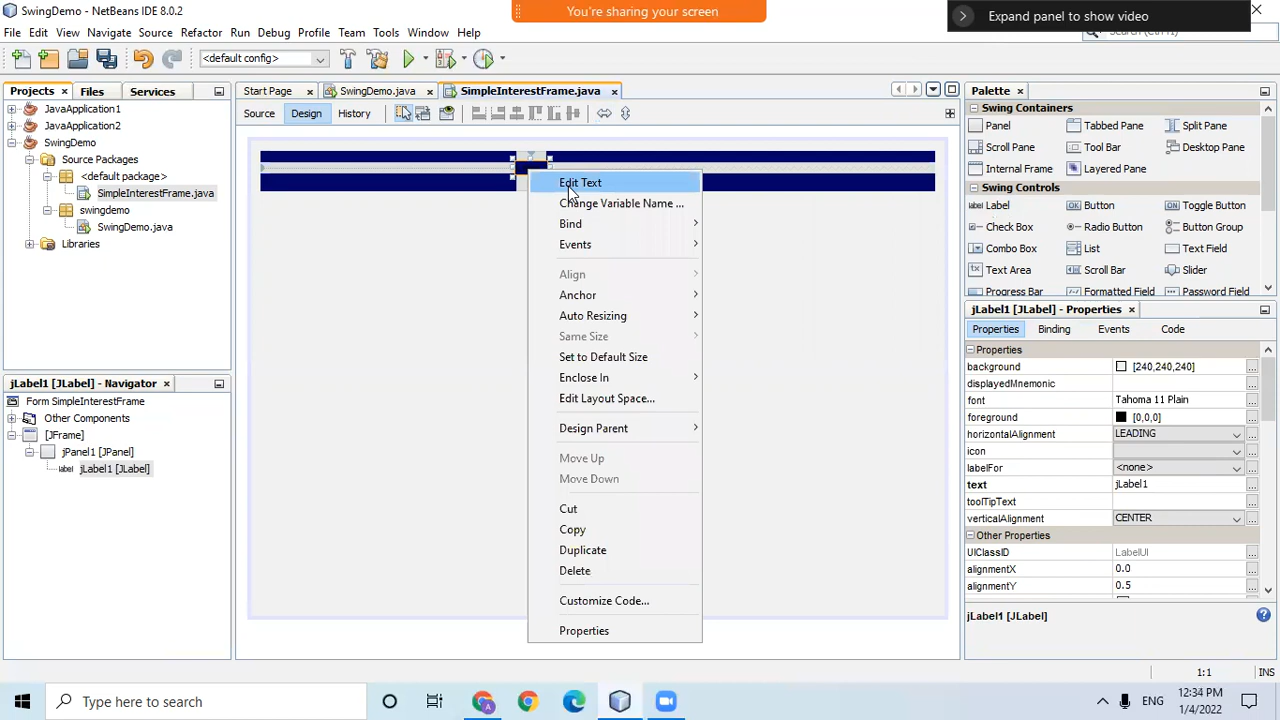 SwingDemo - NetBeans IDE 8.0.2
You're sharing your screen
Expand panel to show video
File Edit View Navigate Source Refactor Run Debug Profile Team Tools Window Help
<default config>
Projects Files Services
Start Page SwingDemo.java SimpleInterestFrame.java
Palette
JavaApplication1
JavaApplication2
SwingDemo
Source Packages
<default package>
SimpleInterestFrame.java
swingdemo
SwingDemo.java
Libraries
Source Design History
Swing Containers
Panel Tabbed Pane Split Pane
Scroll Pane Tool Bar Desktop Pane
Internal Frame Layered Pane
Swing Controls
label Label Button Toggle Button
Check Box Radio Button Button Group
Combo Box List Text Field
Text Area Scroll Bar Slider
Progress Bar Formatted Field Password Field
Edit Text
Change Variable Name ...
Bind
Events
Align
Anchor
Auto Resizing
Same Size
Set to Default Size
Enclose In
Edit Layout Space...
Design Parent
Move Up
Move Down
Cut
Copy
Duplicate
Delete
Customize Code...
Properties
jLabel1 [JLabel] - Navigator
Form SimpleInterestFrame
Other Components
[JFrame]
jPanel1 [JPanel]
label jLabel1 [JLabel]
jLabel1 [JLabel] - Properties
Properties Binding Events Code
Properties
background [240,240,240]
displayedMnemonic
font Tahoma 11 Plain
foreground [0,0,0]
horizontalAlignment LEADING
icon
labelFor <none>
text jLabel1
toolTipText
verticalAlignment CENTER
Other Properties
UIClassID LabelUI
alignmentX 0.0
alignmentY 0.5
jLabel1 [JLabel]
1:1 INS
Type here to search
ENG
12:34 PM
1/4/2022